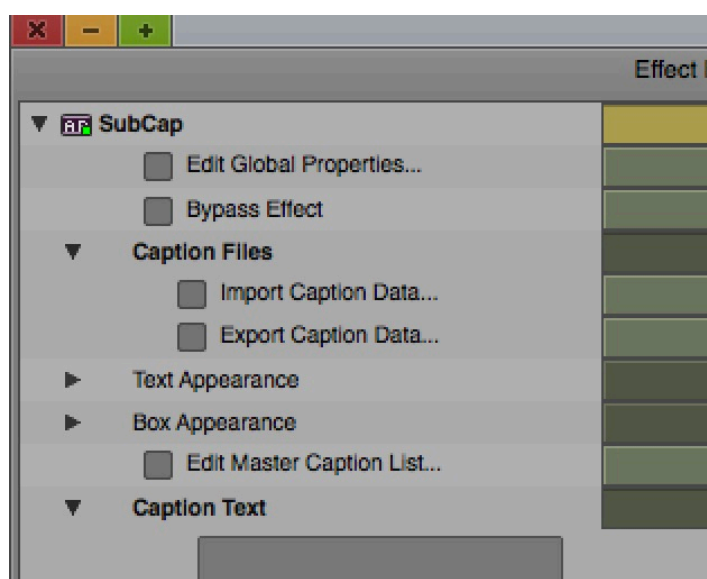 Effect
SubCap
Edit Global Properties...
Bypass Effect
Caption Files
Import Caption Data...
Export Caption Data...
Text Appearance
Box Appearance
Edit Master Caption List...
Caption Text